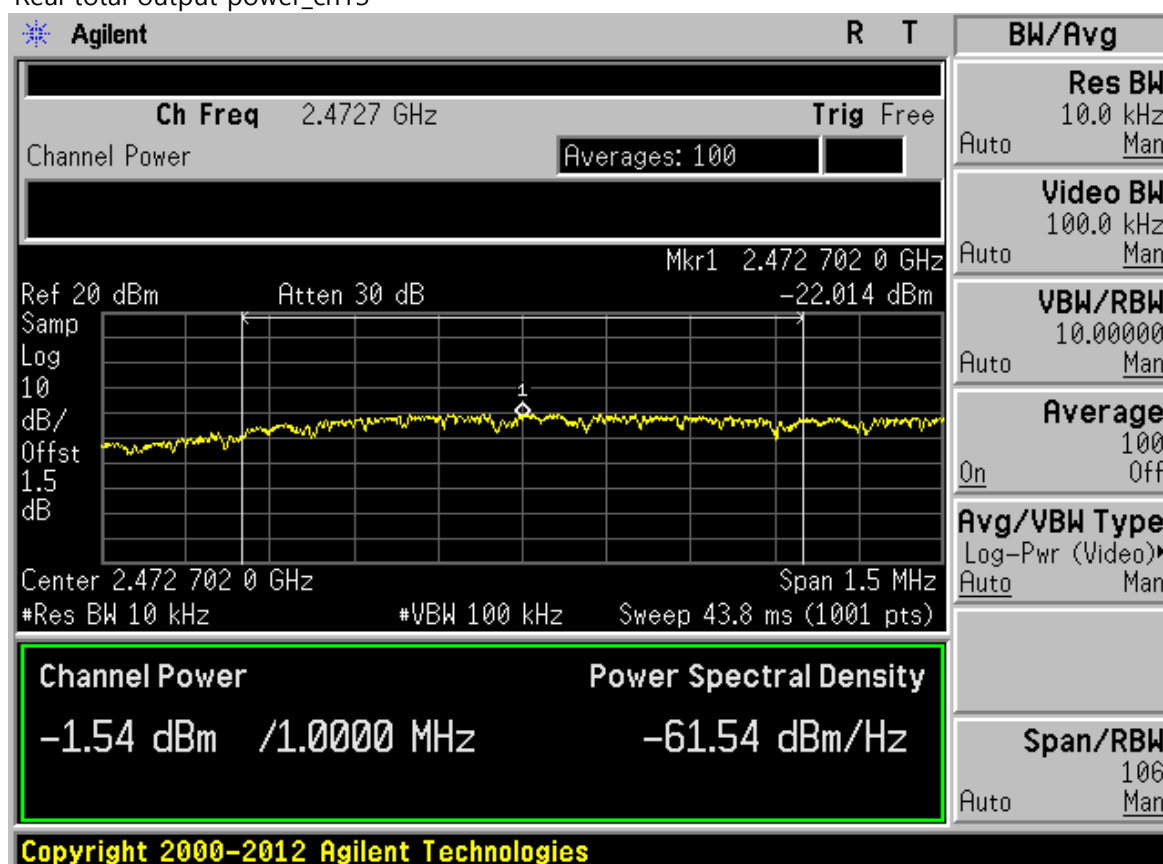 Real total output power_ch13
Agilent R T
Ch Freq 2.4727 GHz Trig Free
Channel Power Averages: 100
Mkr1 2.472 702 0 GHz
Ref 20 dBm Atten 30 dB -22.014 dBm
Samp
Log
10
dB/
Offst
1.5
dB
1
Center 2.472 702 0 GHz Span 1.5 MHz
#Res BW 10 kHz #VBW 100 kHz Sweep 43.8 ms (1001 pts)
Channel Power Power Spectral Density
-1.54 dBm /1.0000 MHz -61.54 dBm/Hz
Copyright 2000-2012 Agilent Technologies
BW/Avg
Res BW
10.0 kHz
Auto Man
Video BW
100.0 kHz
Auto Man
VBW/RBW
10.00000
Auto Man
Average
100
On Off
Avg/VBW Type
Log-Pwr (Video)
Auto Man
Span/RBW
106
Auto Man